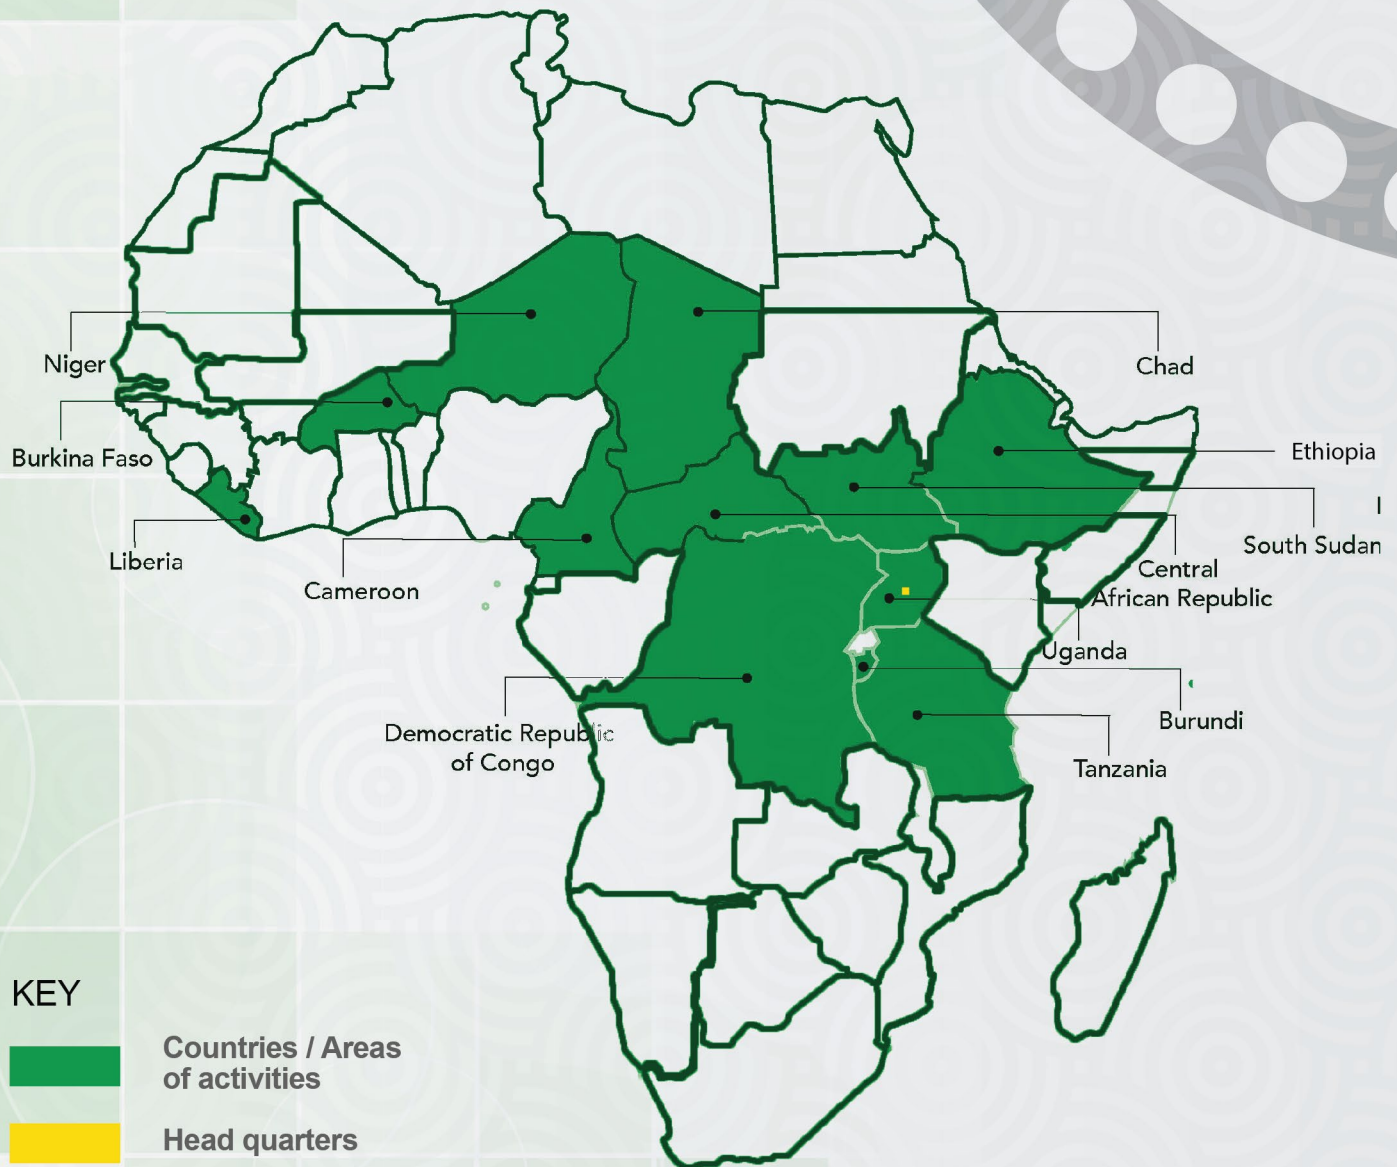 Niger
Chad
Burkina Faso
Ethiopia
Liberia
South Sudan
Cameroon
Central
African Republic
Uganda
Democratic Republic
of Congo
Burundi
Tanzania
KEY
Countries / Areas
of activities
Head quarters